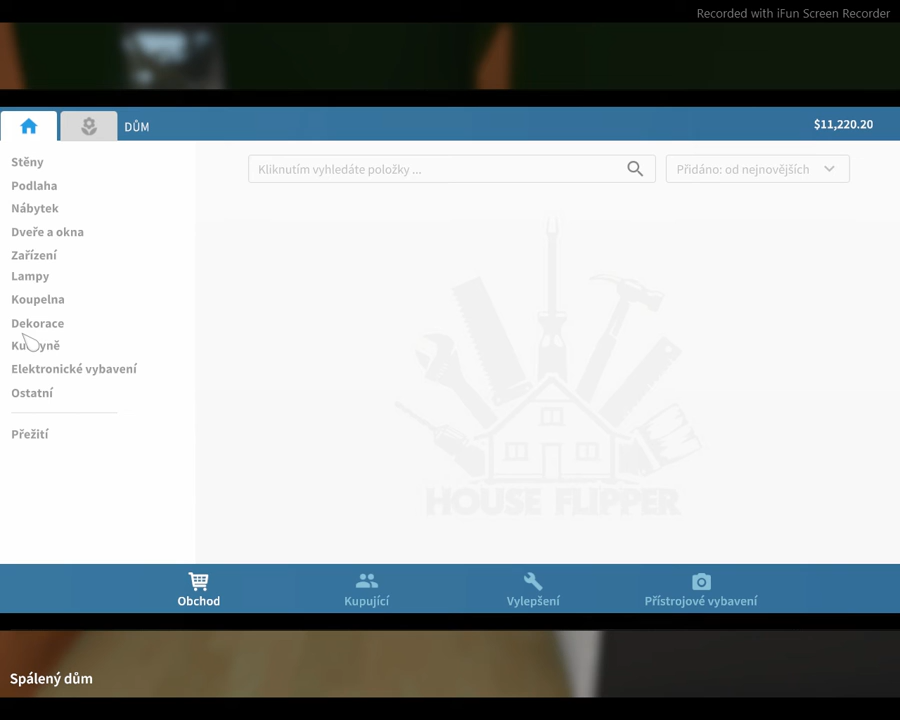 Recorded with iFun Screen Recorder
DŮM
$11,220.20
Stěny
Podlaha
Nábytek
Dveře a okna
Zařízení
Lampy
Koupelna
Dekorace
Kuchyně
Elektronické vybavení
Ostatní
Přežití
Kliknutím vyhledáte položky ...
Přidáno: od nejnovějších
HOUSE FLIPPER
Obchod
Kupující
Vylepšení
Přístrojové vybavení
Spálený dům